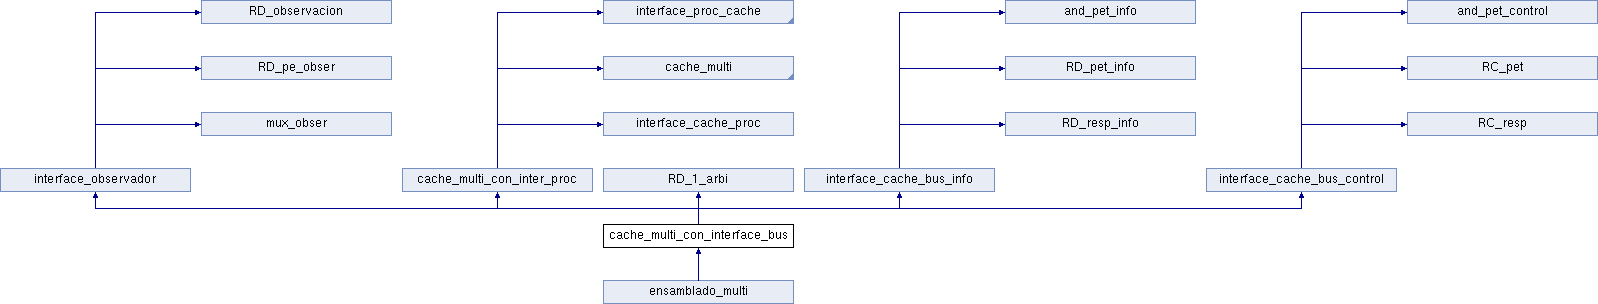 RD_observacion
interface_proc_cache
and_pet_info
and_pet_control
RD_pe_obser
cache_multi
RD_pet_info
RC_pet
mux_obser
interface_cache_proc
RD_resp_info
RC_resp
interface_observador
cache_multi_con_inter_proc
RD_1_arbi
interface_cache_bus_info
interface_cache_bus_control
cache_multi_con_interface_bus
ensamblado_multi